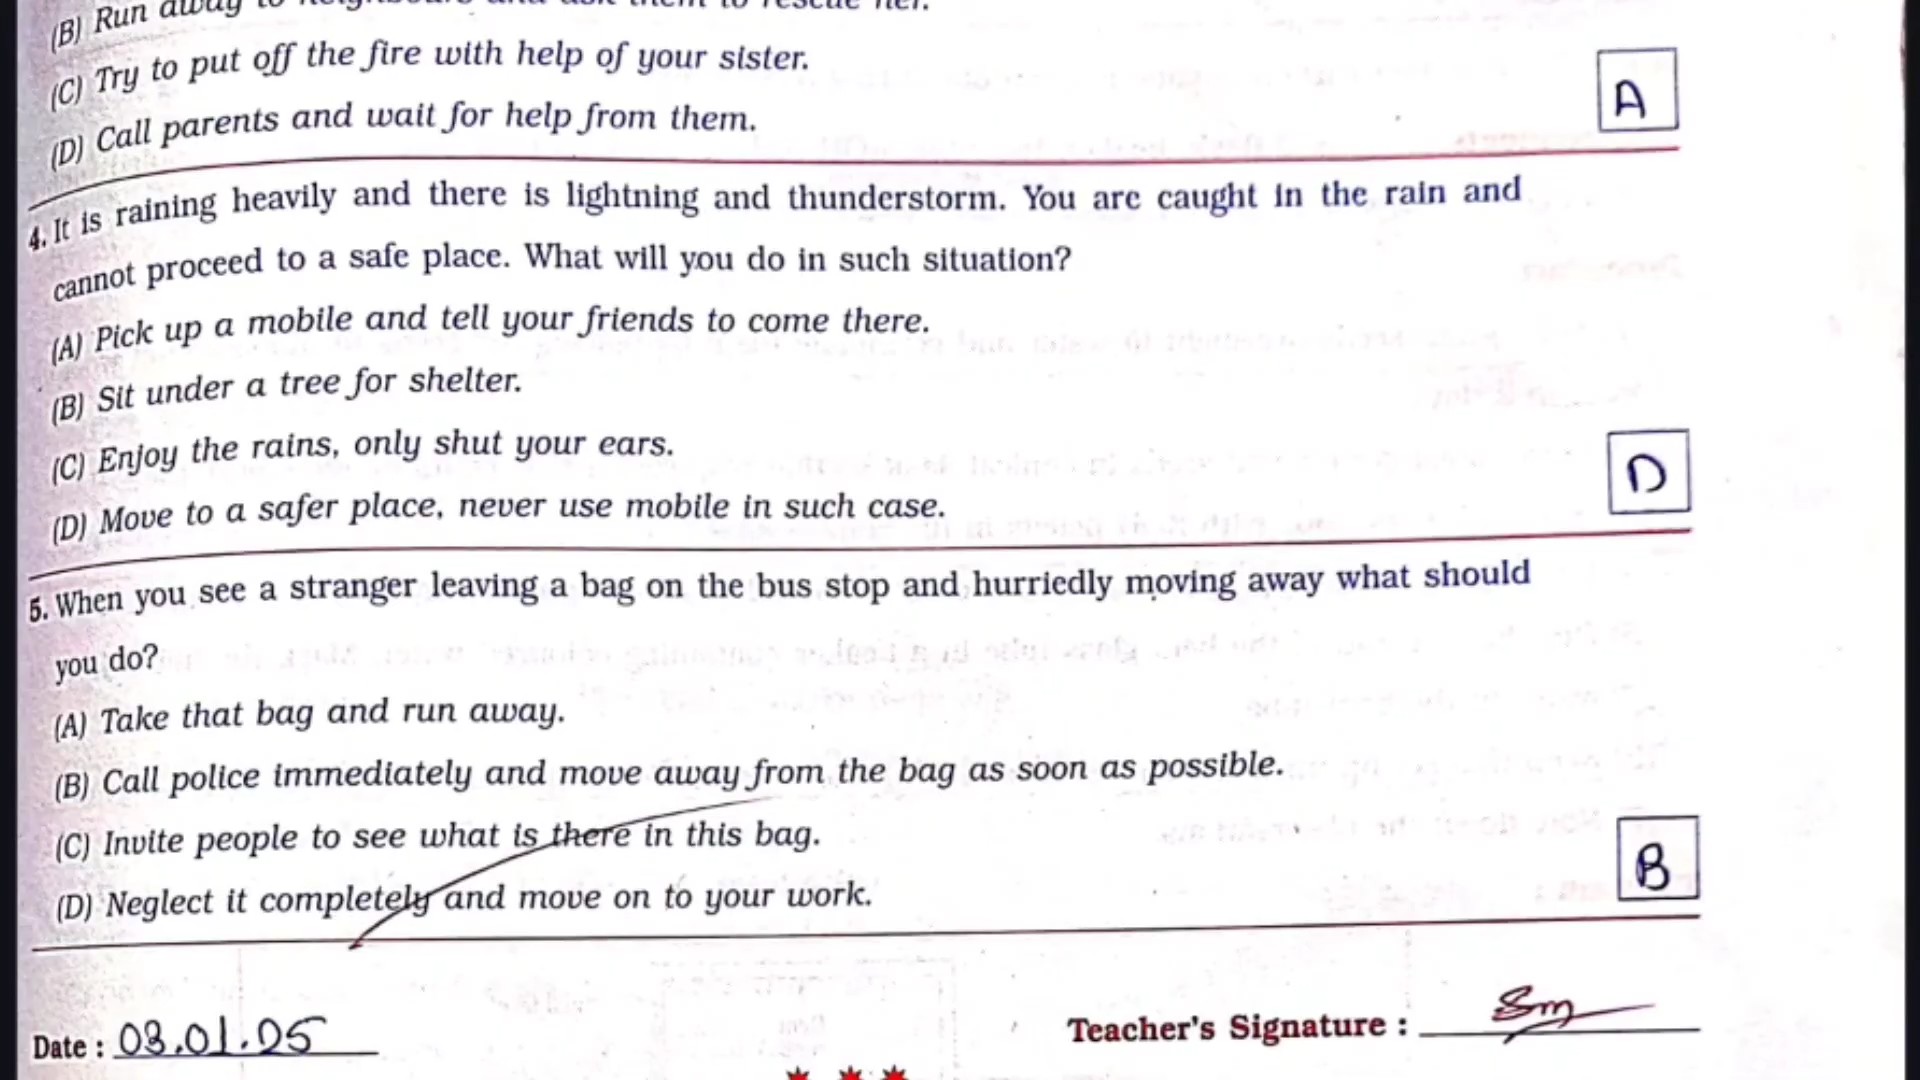 (B) Run away to neighbours and ask them to rescue her.
(C) Try to put off the fire with help of your sister.
(D) Call parents and wait for help from them.
A
4. It is raining heavily and there is lightning and thunderstorm. You are caught in the rain and
cannot proceed to a safe place. What will you do in such situation?
(A) Pick up a mobile and tell your friends to come there.
(B) Sit under a tree for shelter.
(C) Enjoy the rains, only shut your ears.
(D) Move to a safer place, never use mobile in such case.
D
5. When you see a stranger leaving a bag on the bus stop and hurriedly moving away what should
you do?
(A) Take that bag and run away.
(B) Call police immediately and move away from the bag as soon as possible.
(C) Invite people to see what is there in this bag.
(D) Neglect it completely and move on to your work.
B
Date : 03.01.25
Teacher's Signature :